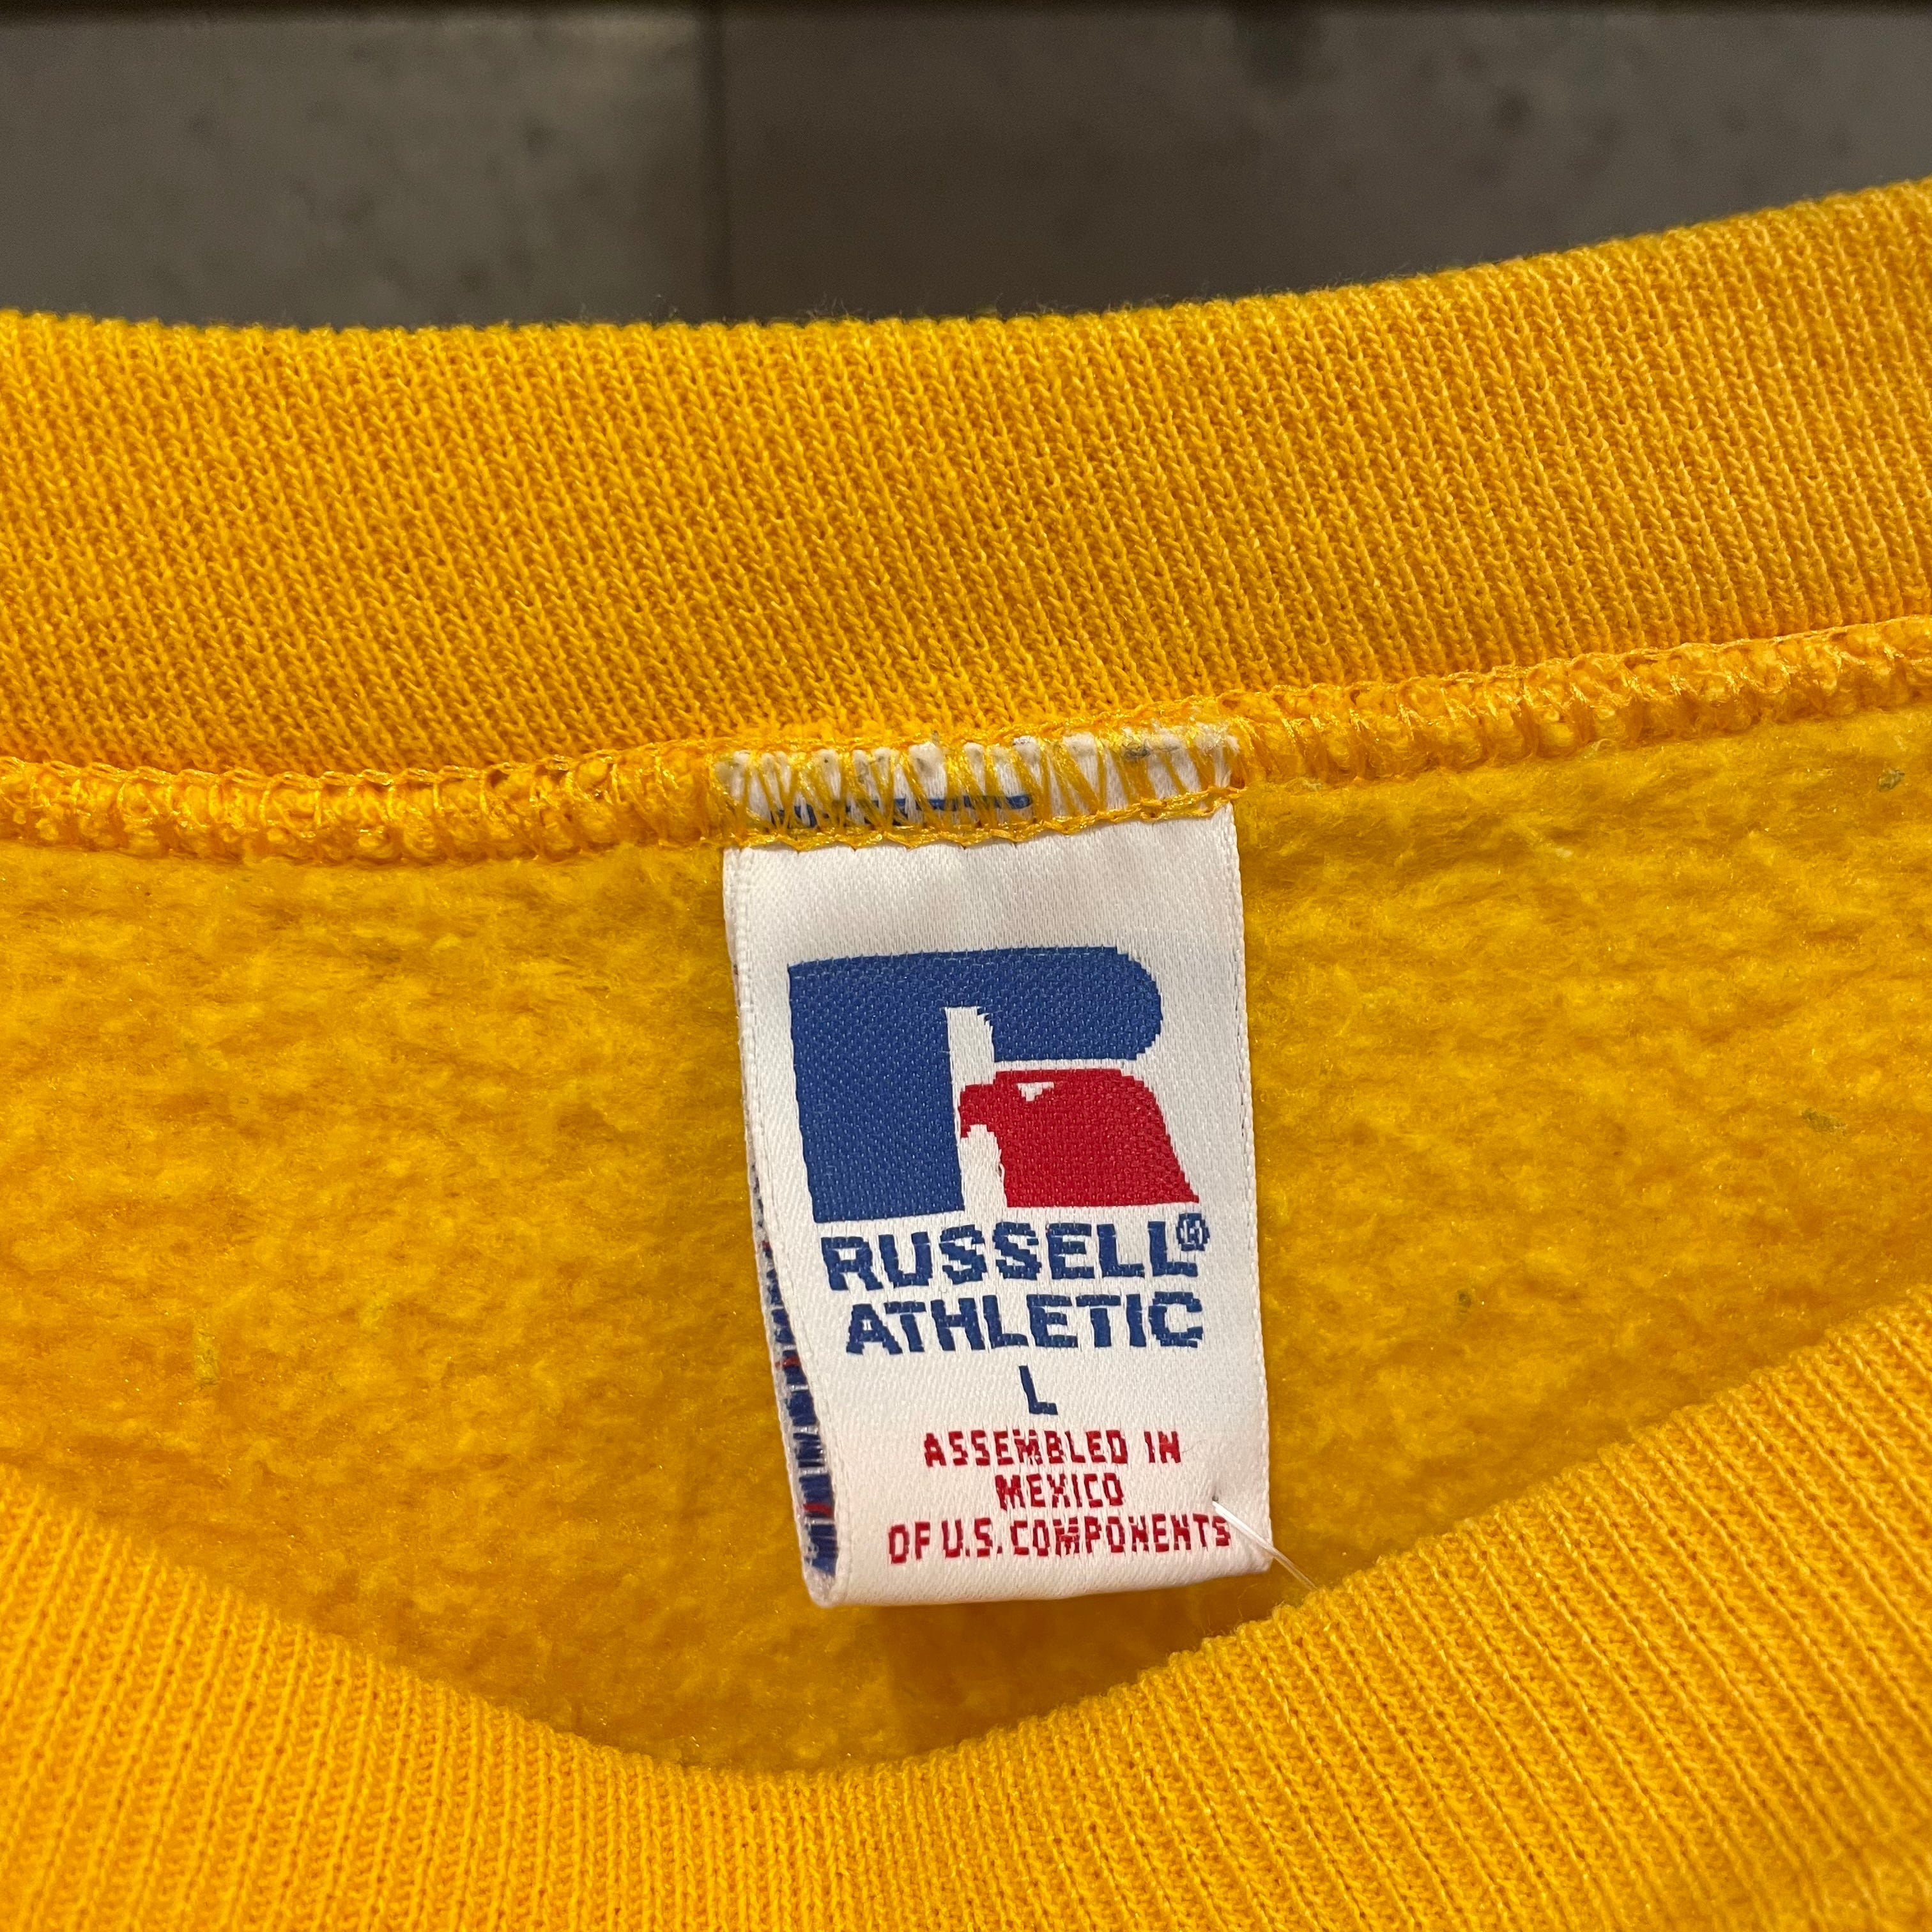 RUSSELL®
ATHLETIC
L
ASSEMBLED IN
MEXICO
OF U.S. COMPONENTS